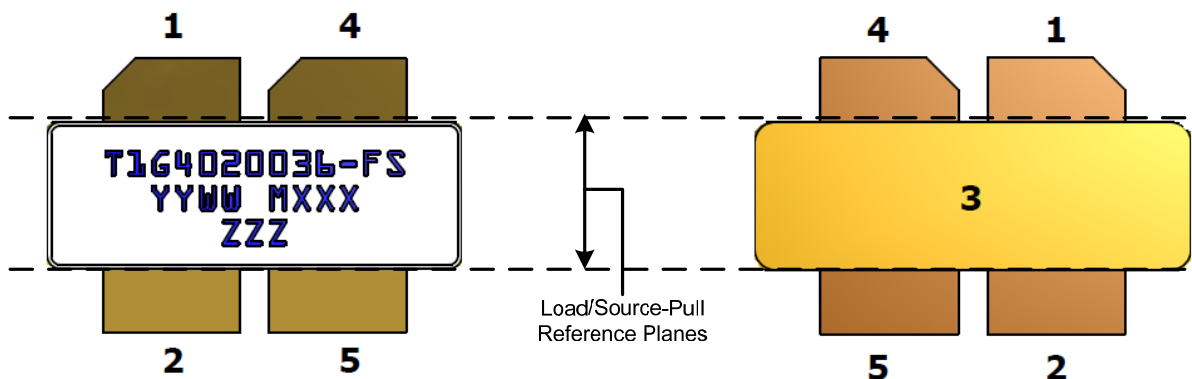 1 4
T1G4020036-FS
YYWW MXXX
ZZZ
2 5
Load/Source-Pull
Reference Planes
4 1
3
5 2